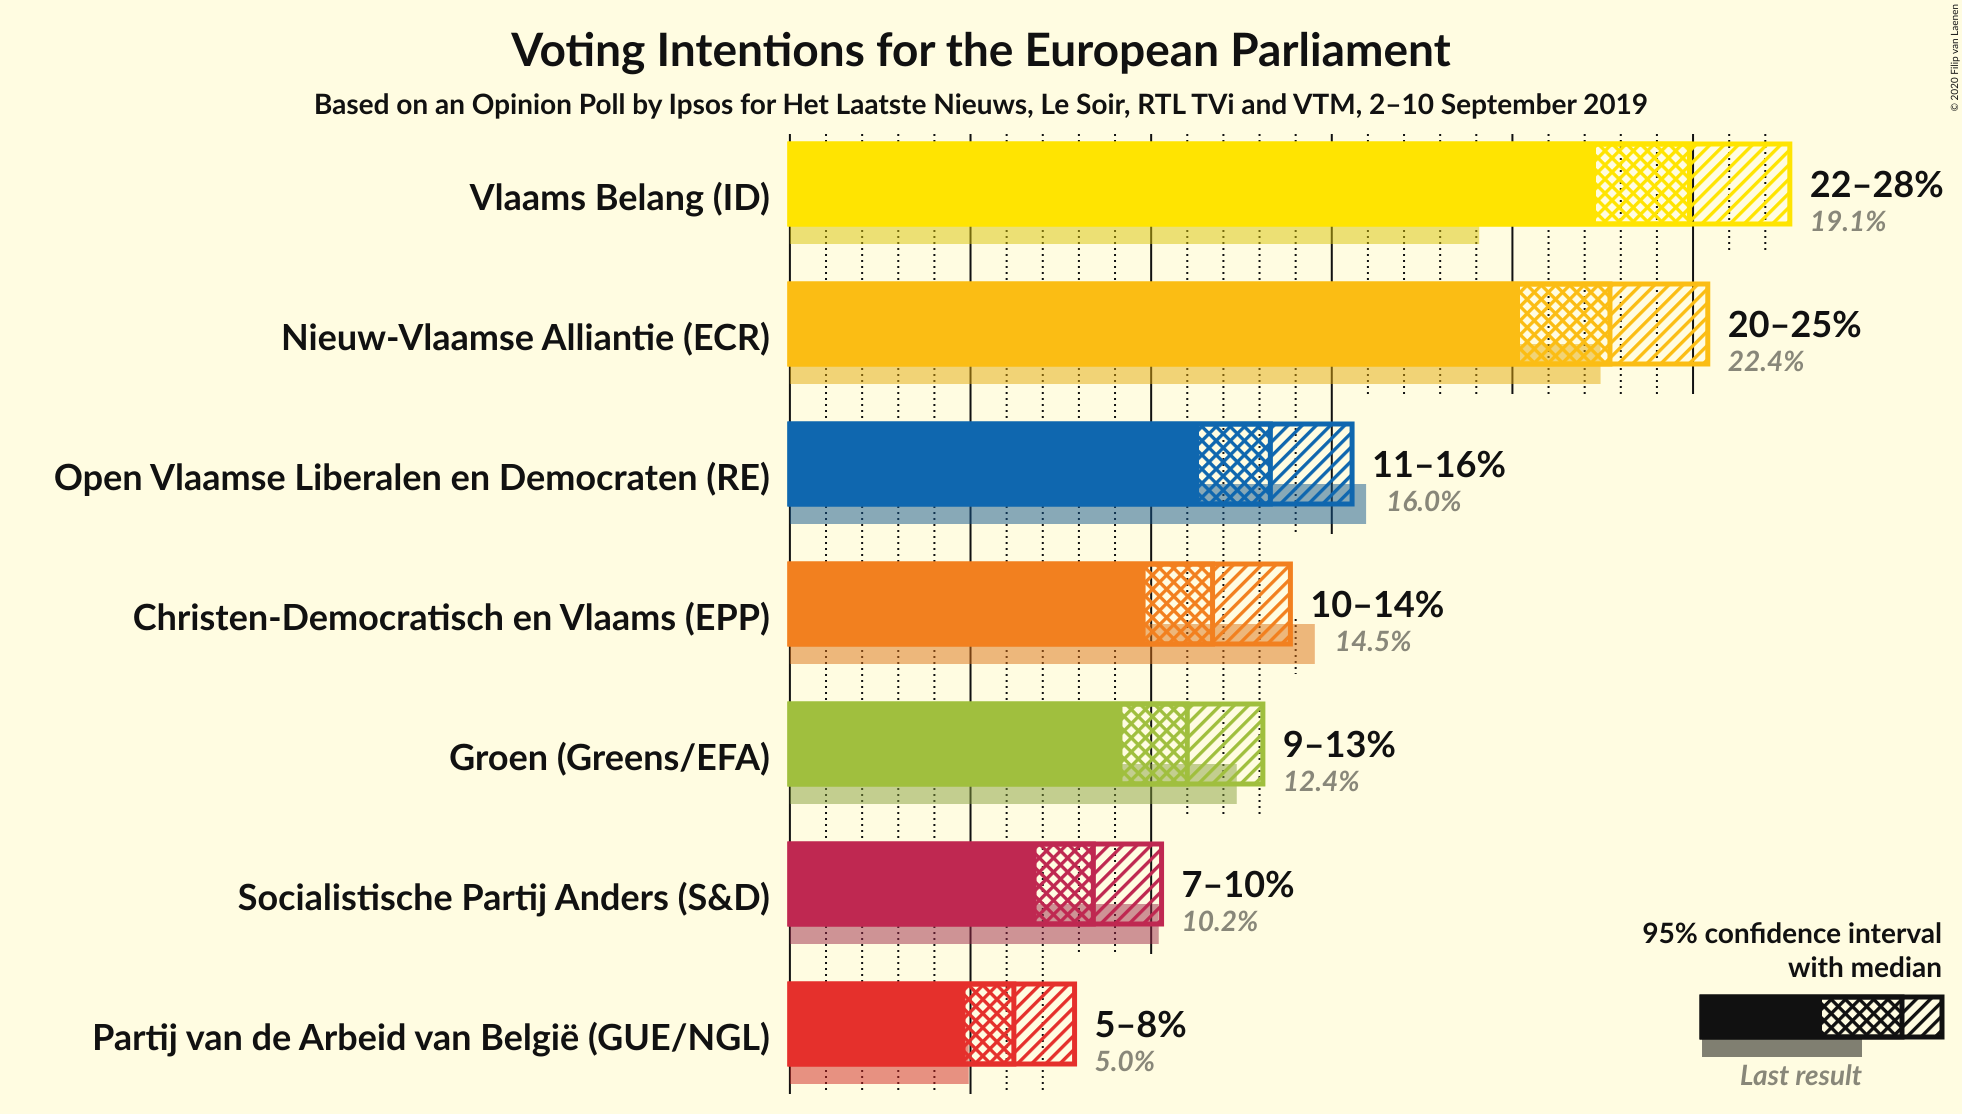 Voting Intentions for the European Parliament
Based on an Opinion Poll by Ipsos for Het Laatste Nieuws, Le Soir, RTL TVi and VTM, 2–10 September 2019
© 2020 Filip van Laenen
Vlaams Belang (ID)
22–28%
19.1%
Nieuw-Vlaamse Alliantie (ECR)
20–25%
22.4%
Open Vlaamse Liberalen en Democraten (RE)
11–16%
16.0%
Christen-Democratisch en Vlaams (EPP)
10–14%
14.5%
Groen (Greens/EFA)
9–13%
12.4%
Socialistische Partij Anders (S&D)
7–10%
10.2%
Partij van de Arbeid van België (GUE/NGL)
5–8%
5.0%
95% confidence interval
with median
Last result